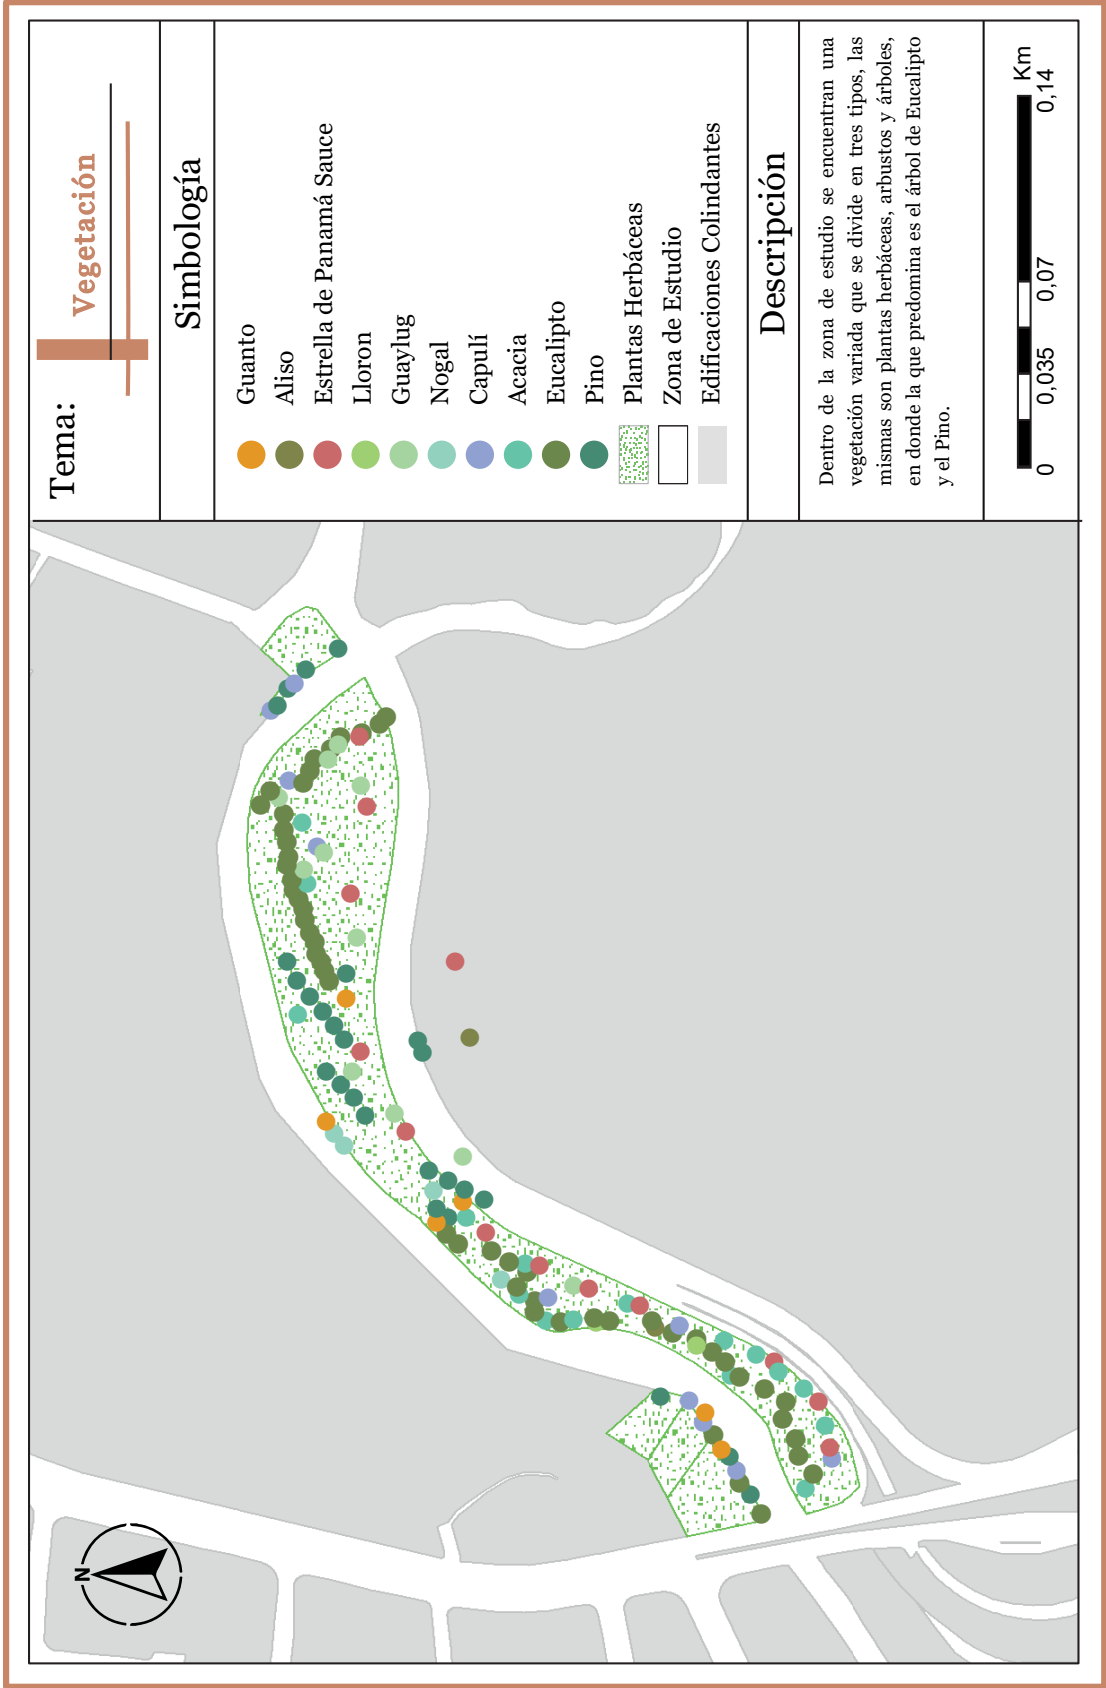 Tema:
Vegetación
Simbología
Guanto
Aliso
Estrella de Panamá Sauce
Lloron
Guaylug
Nogal
Capulí
Acacia
Eucalipto
Pino
Plantas Herbáceas
Zona de Estudio
Edificaciones Colindantes
Descripción
Dentro de la zona de estudio se encuentran una
vegetación variada que se divide en tres tipos, las
mismas son plantas herbáceas, arbustos y árboles,
en donde la que predomina es el árbol de Eucalipto
y el Pino.
Km
0 0,035 0,07 0,14
N